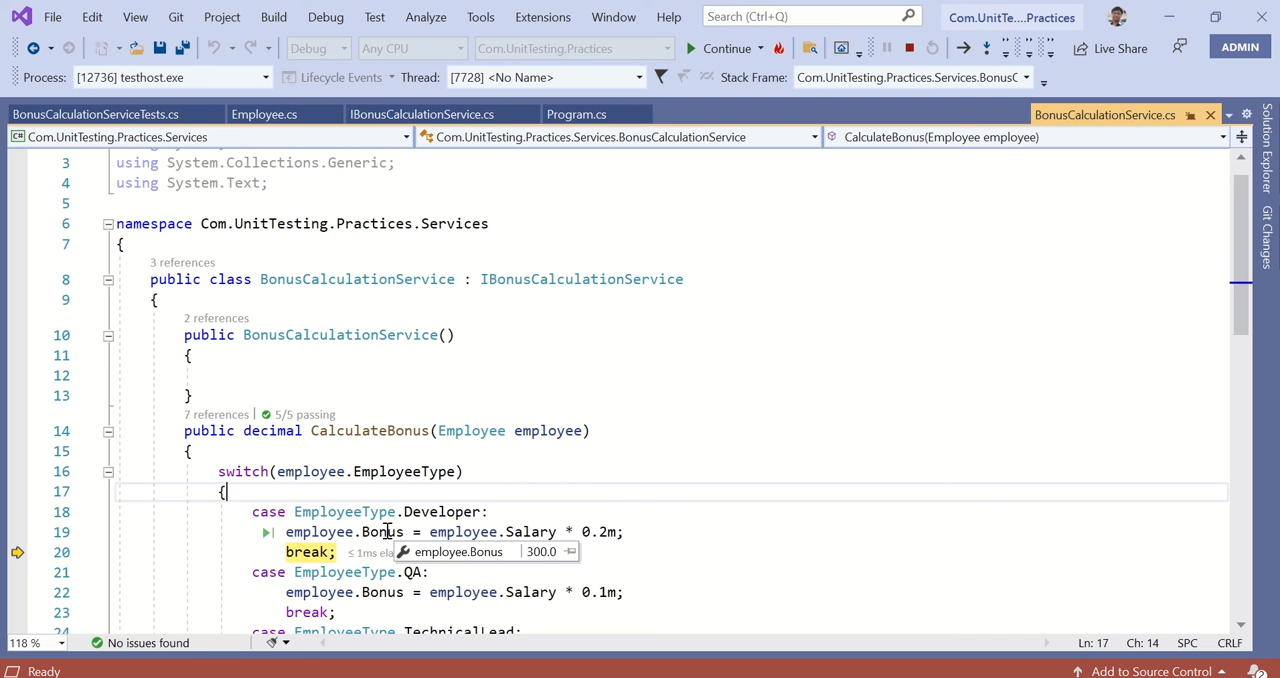 File Edit View Git Project Build Debug Test Analyze Tools Extensions Window Help Search (Ctrl+Q) Com.UnitTe....Practices
Debug Any CPU Com.UnitTesting.Practices Continue Live Share ADMIN
Process: [12736] testhost.exe Lifecycle Events Thread: [7728] <No Name> Stack Frame: Com.UnitTesting.Practices.Services.BonusC
BonusCalculationServiceTests.cs Employee.cs IBonusCalculationService.cs Program.cs BonusCalculationService.cs
Com.UnitTesting.Practices.Services Com.UnitTesting.Practices.Services.BonusCalculationService CalculateBonus(Employee employee)
3 using System.Collections.Generic;
4 using System.Text;
5
6 namespace Com.UnitTesting.Practices.Services
7 {
3 references
8 public class BonusCalculationService : IBonusCalculationService
9 {
2 references
10 public BonusCalculationService()
11 {
12
13 }
7 references | 5/5 passing
14 public decimal CalculateBonus(Employee employee)
15 {
16 switch(employee.EmployeeType)
17 {
18 case EmployeeType.Developer:
19 employee.Bonus = employee.Salary * 0.2m;
20 break; ≤ 1ms ela employee.Bonus 300.0
21 case EmployeeType.QA:
22 employee.Bonus = employee.Salary * 0.1m;
23 break;
24 case EmployeeType.TechnicalLead:
118 % No issues found Ln: 17 Ch: 14 SPC CRLF
Ready Add to Source Control 2
Solution Explorer
Git Changes